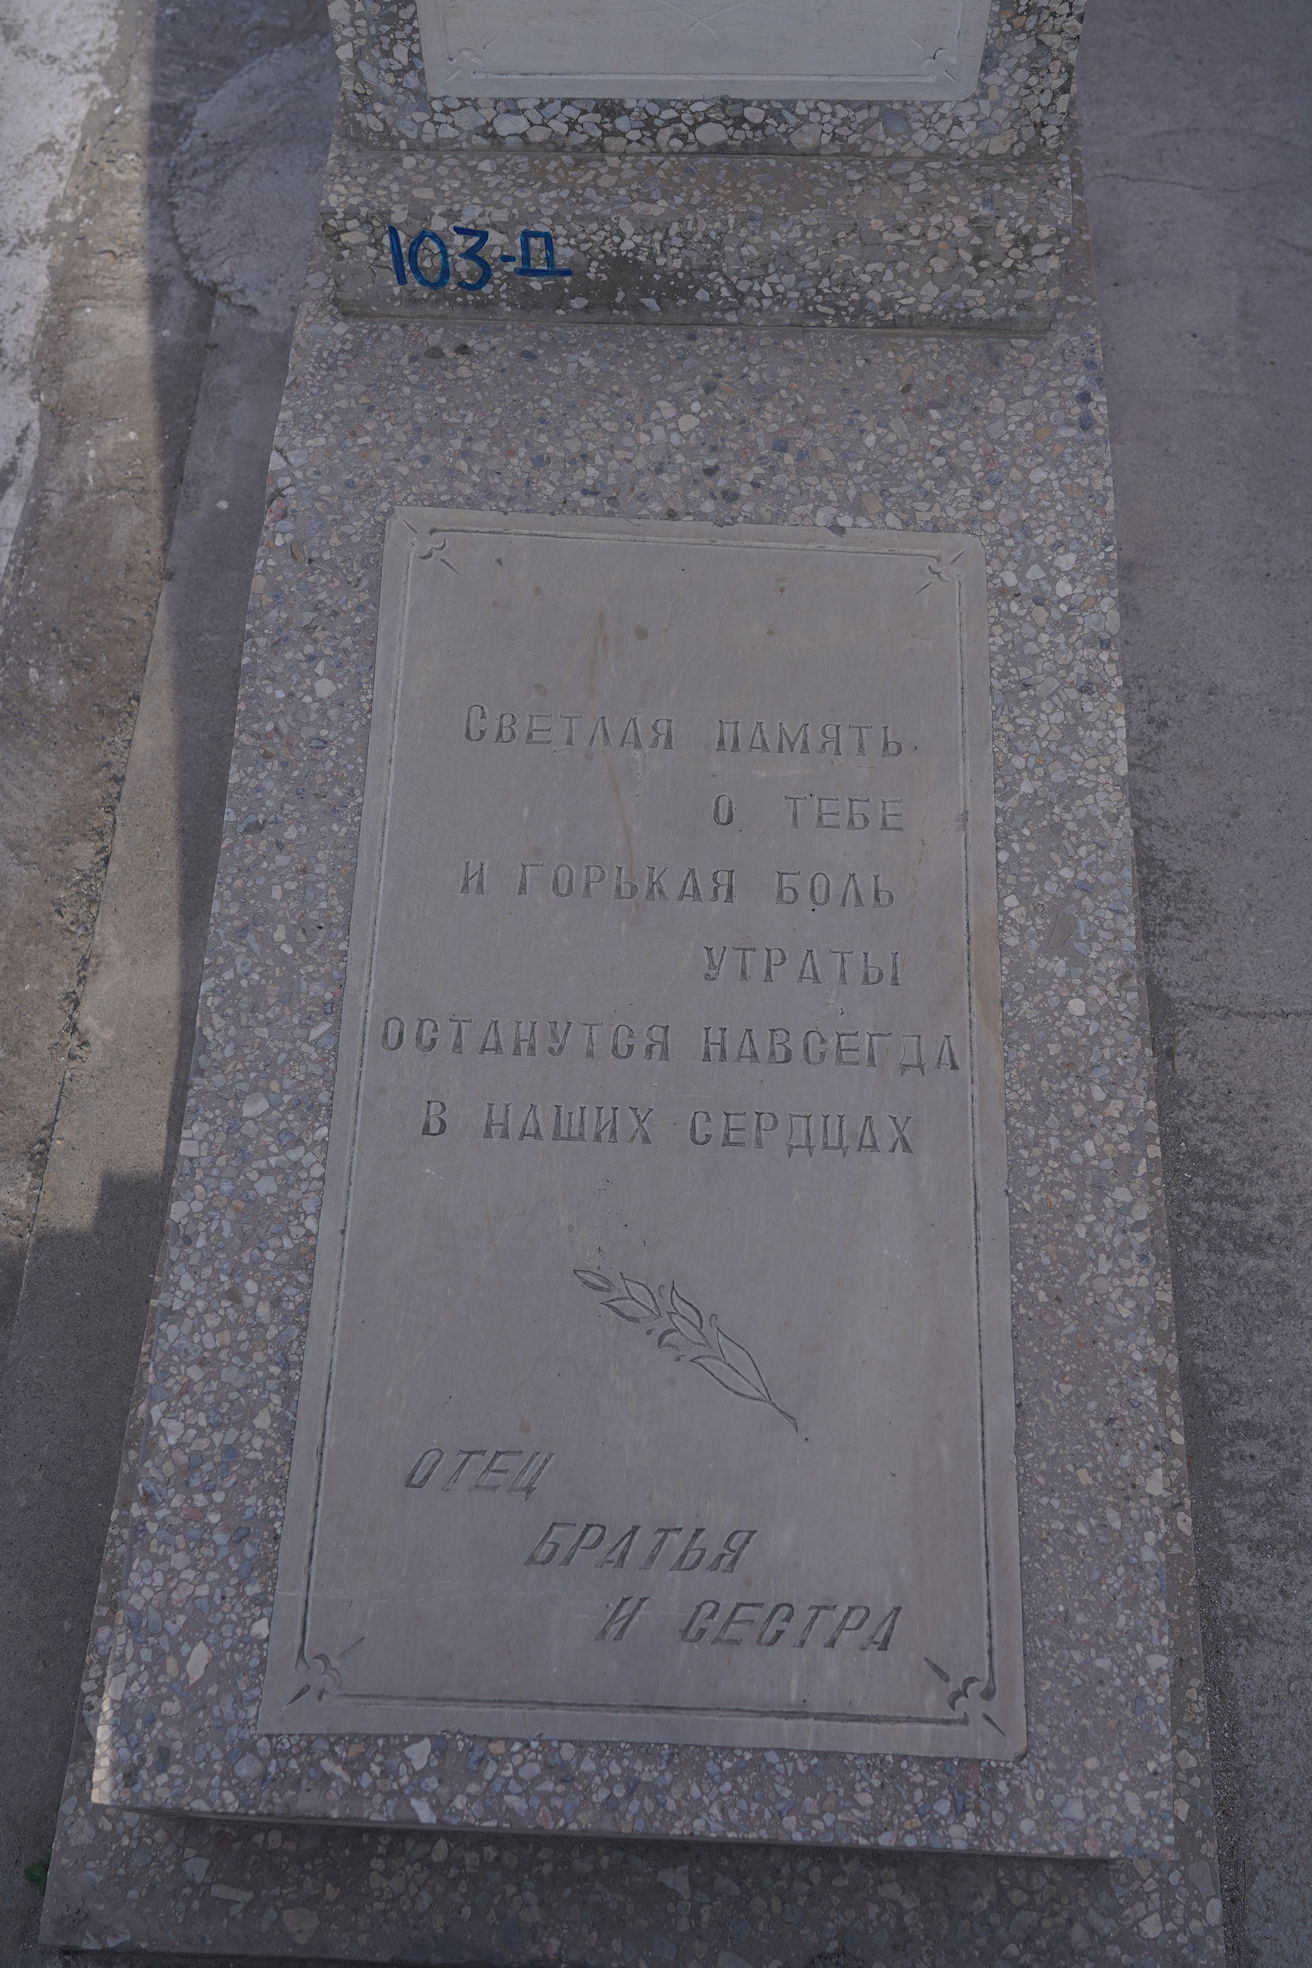 103-Д
СВЕТЛАЯ ПАМЯТЬ
О ТЕБЕ
И ГОРЬКАЯ БОЛЬ
УТРАТЫ
ОСТАНУТСЯ НАВСЕГДА
В НАШИХ СЕРДЦАХ
ОТЕЦ
БРАТЬЯ
И СЕСТРА